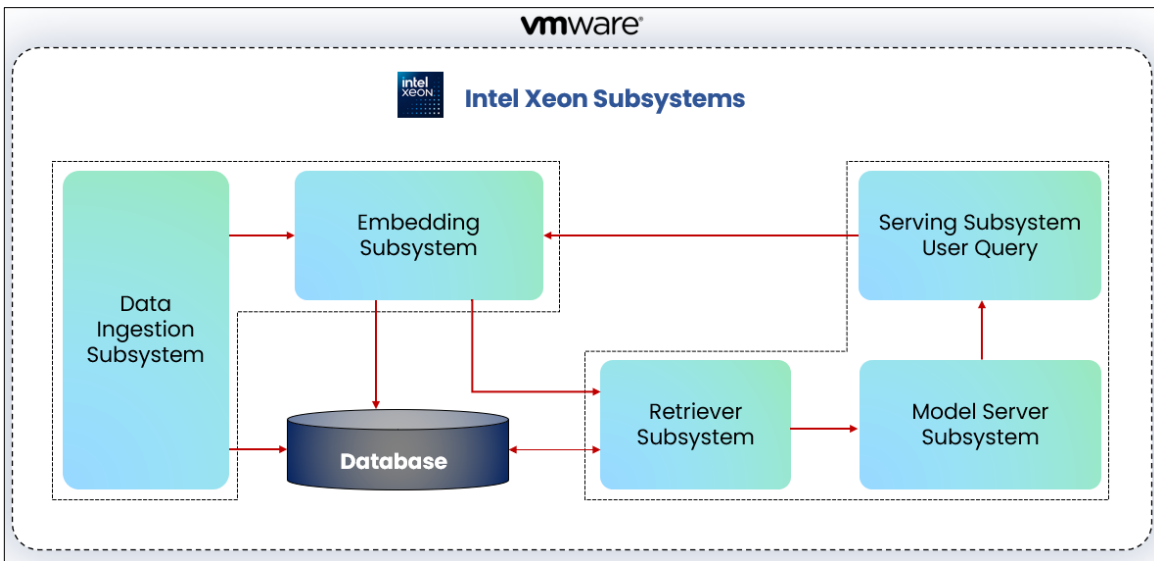 vmware®
intel
XEON
Intel Xeon Subsystems
Data
Ingestion
Subsystem
Embedding
Subsystem
Serving Subsystem
User Query
Database
Retriever
Subsystem
Model Server
Subsystem